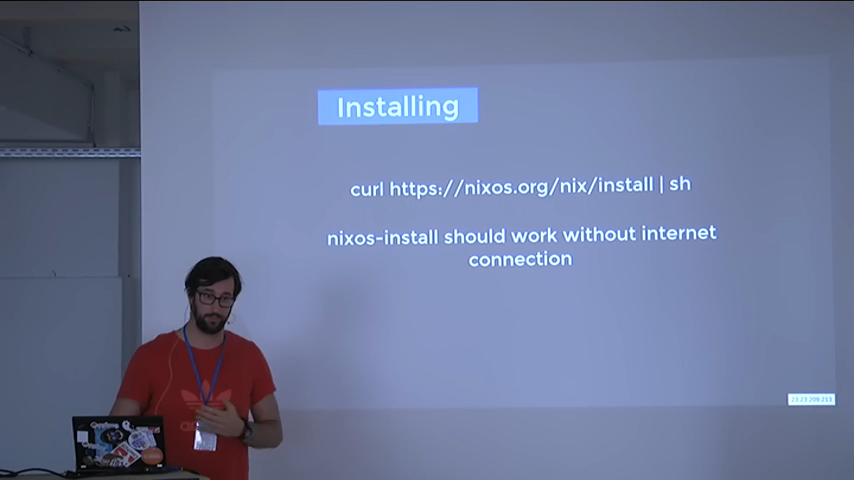 Installing
curl https://nixos.org/nix/install | sh
nixos-install should work without internet
connection